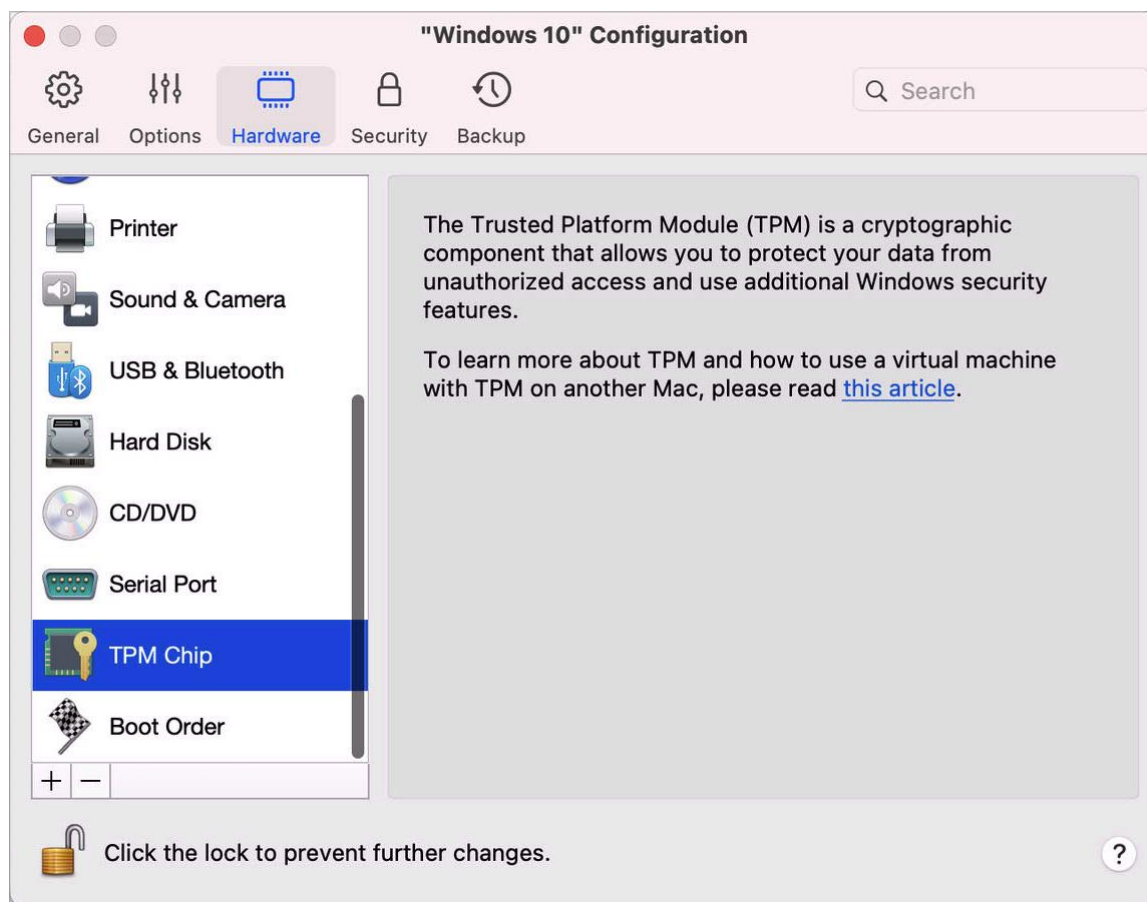 "Windows 10" Configuration
General Options Hardware Security Backup
Search
Printer
Sound & Camera
USB & Bluetooth
Hard Disk
CD/DVD
Serial Port
TPM Chip
Boot Order
+ −
The Trusted Platform Module (TPM) is a cryptographic
component that allows you to protect your data from
unauthorized access and use additional Windows security
features.
To learn more about TPM and how to use a virtual machine
with TPM on another Mac, please read this article.
Click the lock to prevent further changes.
?